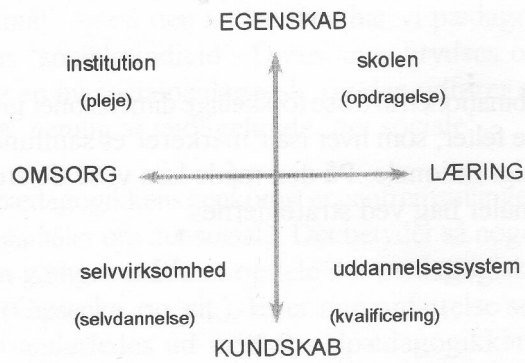 EGENSKAB
institution
skolen
(pleje)
(opdragelse)
OMSORG
LÆRING
selvvirksomhed
uddannelsessystem
(selvdannelse)
(kvalificering)
KUNDSKAB